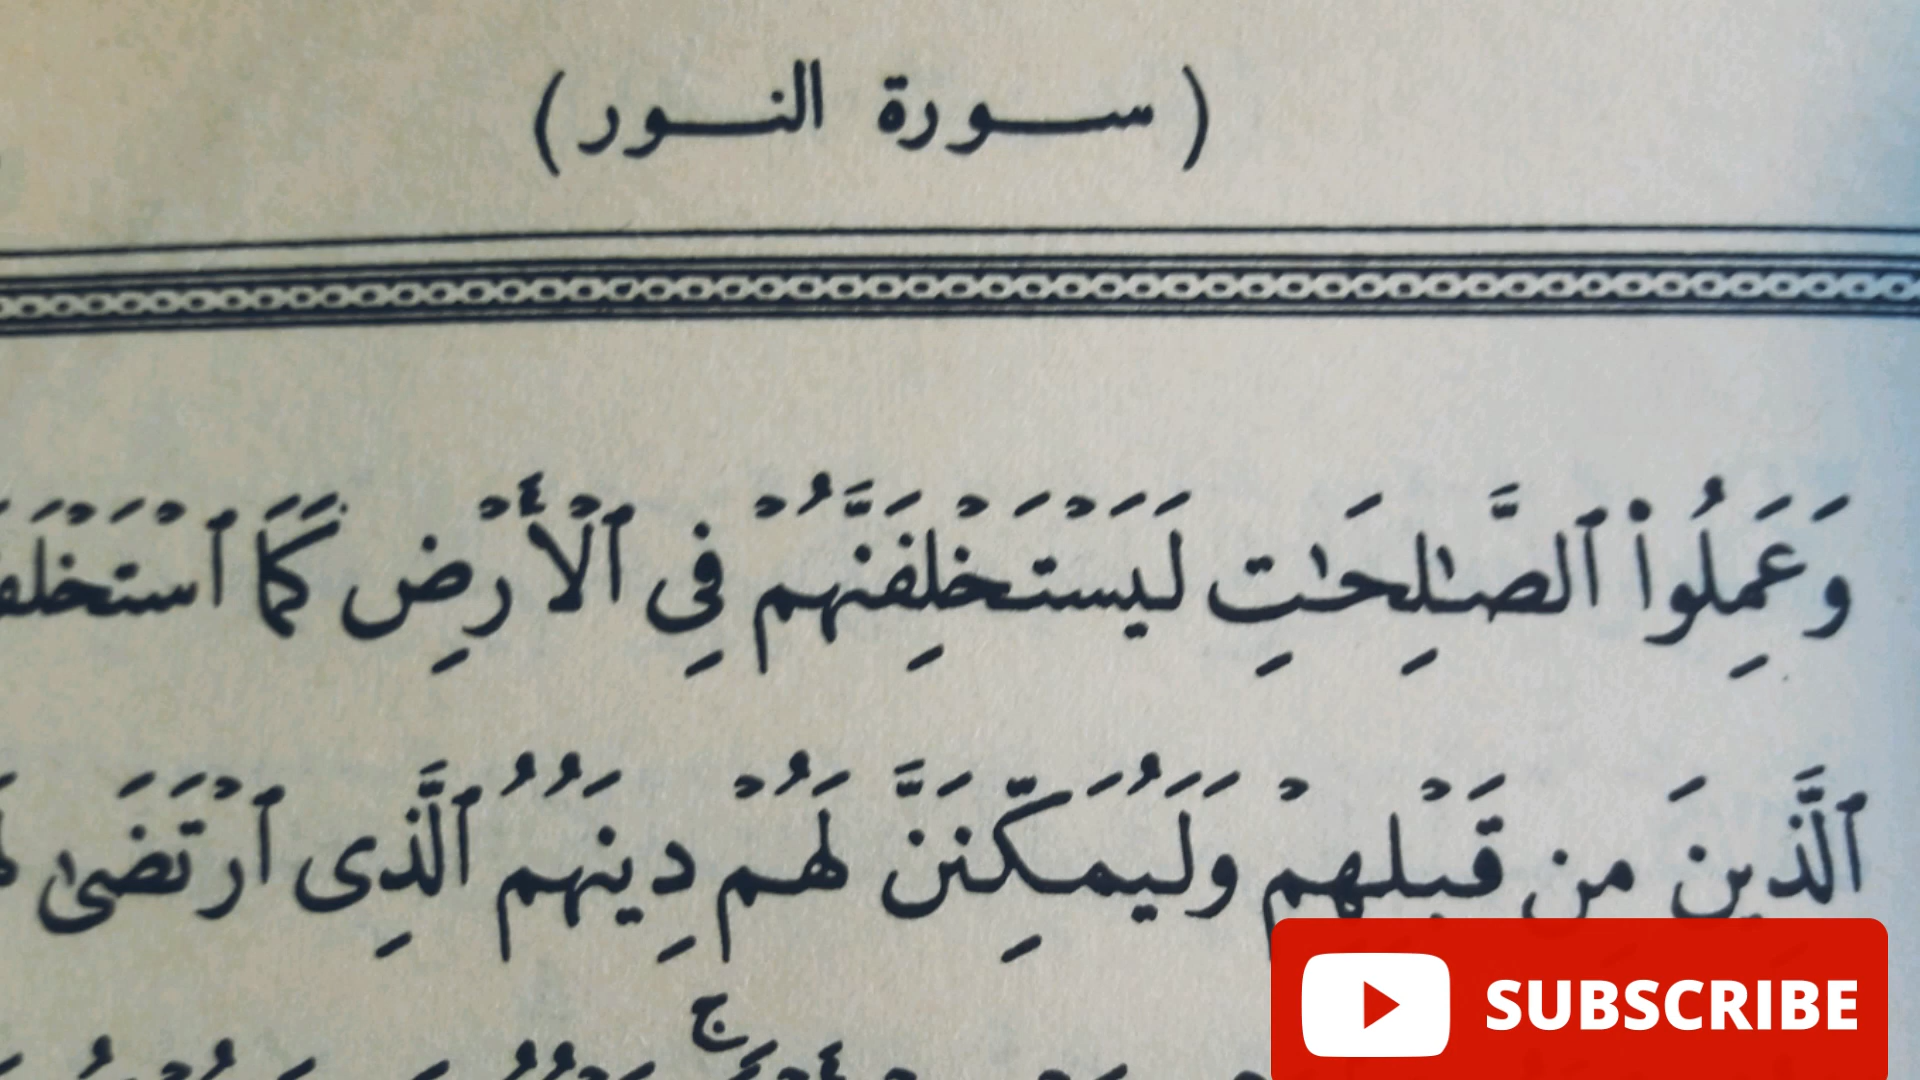 ( سورة النور )
وَعَمِلُوا۟ ٱلصَّـٰلِحَـٰتِ لَيَسْتَخْلِفَنَّهُمْ فِى ٱلْأَرْضِ كَمَا ٱسْتَخْلَفَ
ٱلَّذِينَ مِن قَبْلِهِمْ وَلَيُمَكِّنَنَّ لَهُمْ دِينَهُمُ ٱلَّذِى ٱرْتَضَىٰ
SUBSCRIBE